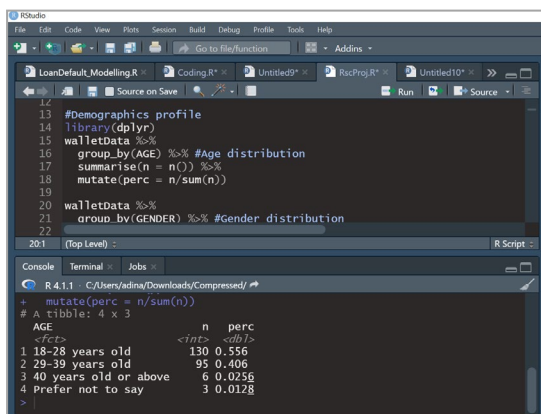 RStudio
File Edit Code View Plots Session Build Debug Profile Tools Help
Go to file/function Addins
LoanDefault_Modelling.R Coding.R* Untitled9* RscProj.R* Untitled10*
Source on Save Run Source
12
13 #Demographics profile
14 library(dplyr)
15 walletData %>%
16 group_by(AGE) %>% #Age distribution
17 summarise(n = n()) %>%
18 mutate(perc = n/sum(n))
19
20 walletData %>%
21 group_by(GENDER) %>% #Gender distribution
22
20:1 (Top Level) R Script
Console Terminal Jobs
R 4.1.1 · C:/Users/adina/Downloads/Compressed/
+ mutate(perc = n/sum(n))
# A tibble: 4 x 3
AGE n perc
<fct> <int> <dbl>
1 18-28 years old 130 0.556
2 29-39 years old 95 0.406
3 40 years old or above 6 0.0256
4 Prefer not to say 3 0.0128
>